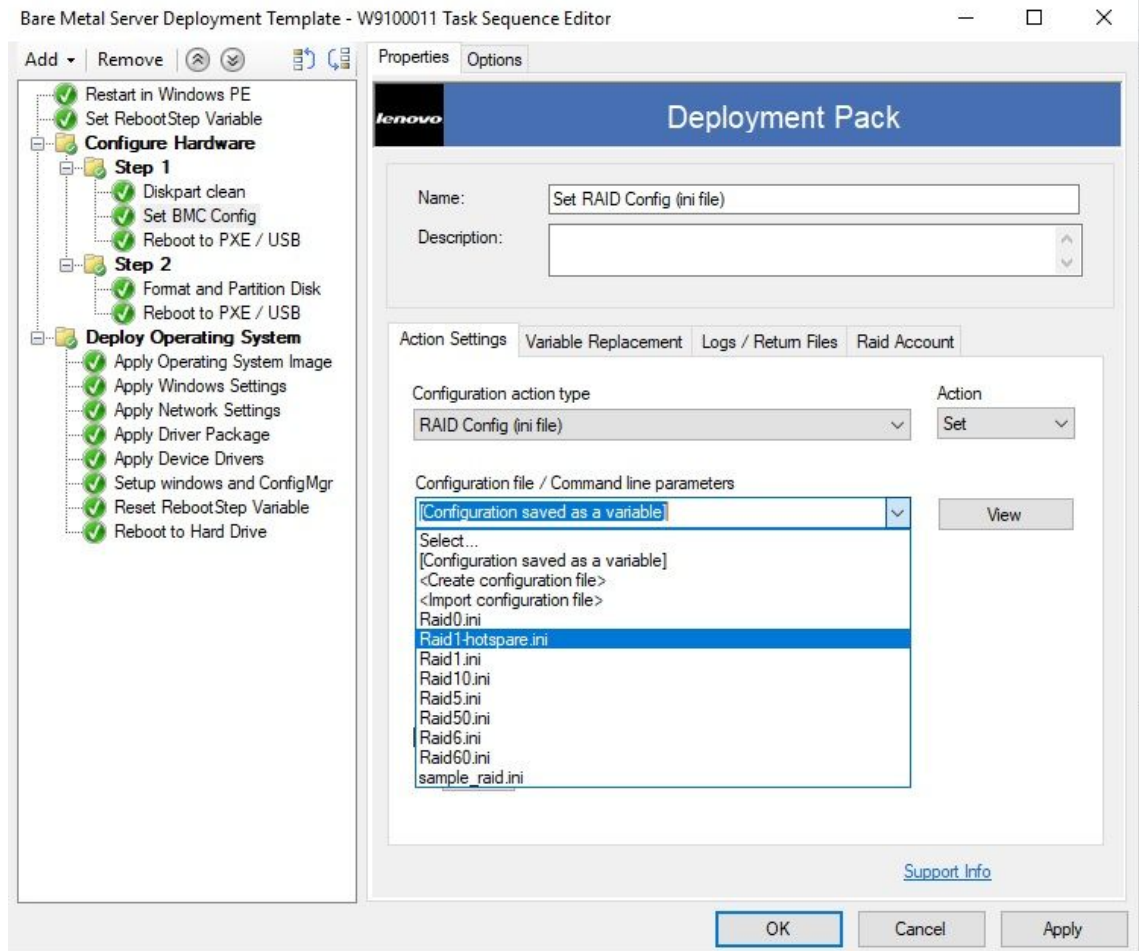 Bare Metal Server Deployment Template - W9100011 Task Sequence Editor
Add
Remove
Restart in Windows PE
Set RebootStep Variable
Configure Hardware
Step 1
Diskpart clean
Set BMC Config
Reboot to PXE / USB
Step 2
Format and Partition Disk
Reboot to PXE / USB
Deploy Operating System
Apply Operating System Image
Apply Windows Settings
Apply Network Settings
Apply Driver Package
Apply Device Drivers
Setup windows and ConfigMgr
Reset RebootStep Variable
Reboot to Hard Drive
Properties
Options
lenovo
Deployment Pack
Name:
Set RAID Config (ini file)
Description:
Action Settings
Variable Replacement
Logs / Return Files
Raid Account
Configuration action type
Action
RAID Config (ini file)
Set
Configuration file / Command line parameters
[Configuration saved as a variable]
View
Select...
[Configuration saved as a variable]
<Create configuration file>
<Import configuration file>
Raid0.ini
Raid1-hotspare.ini
Raid1.ini
Raid10.ini
Raid5.ini
Raid50.ini
Raid6.ini
Raid60.ini
sample_raid.ini
Support Info
OK
Cancel
Apply